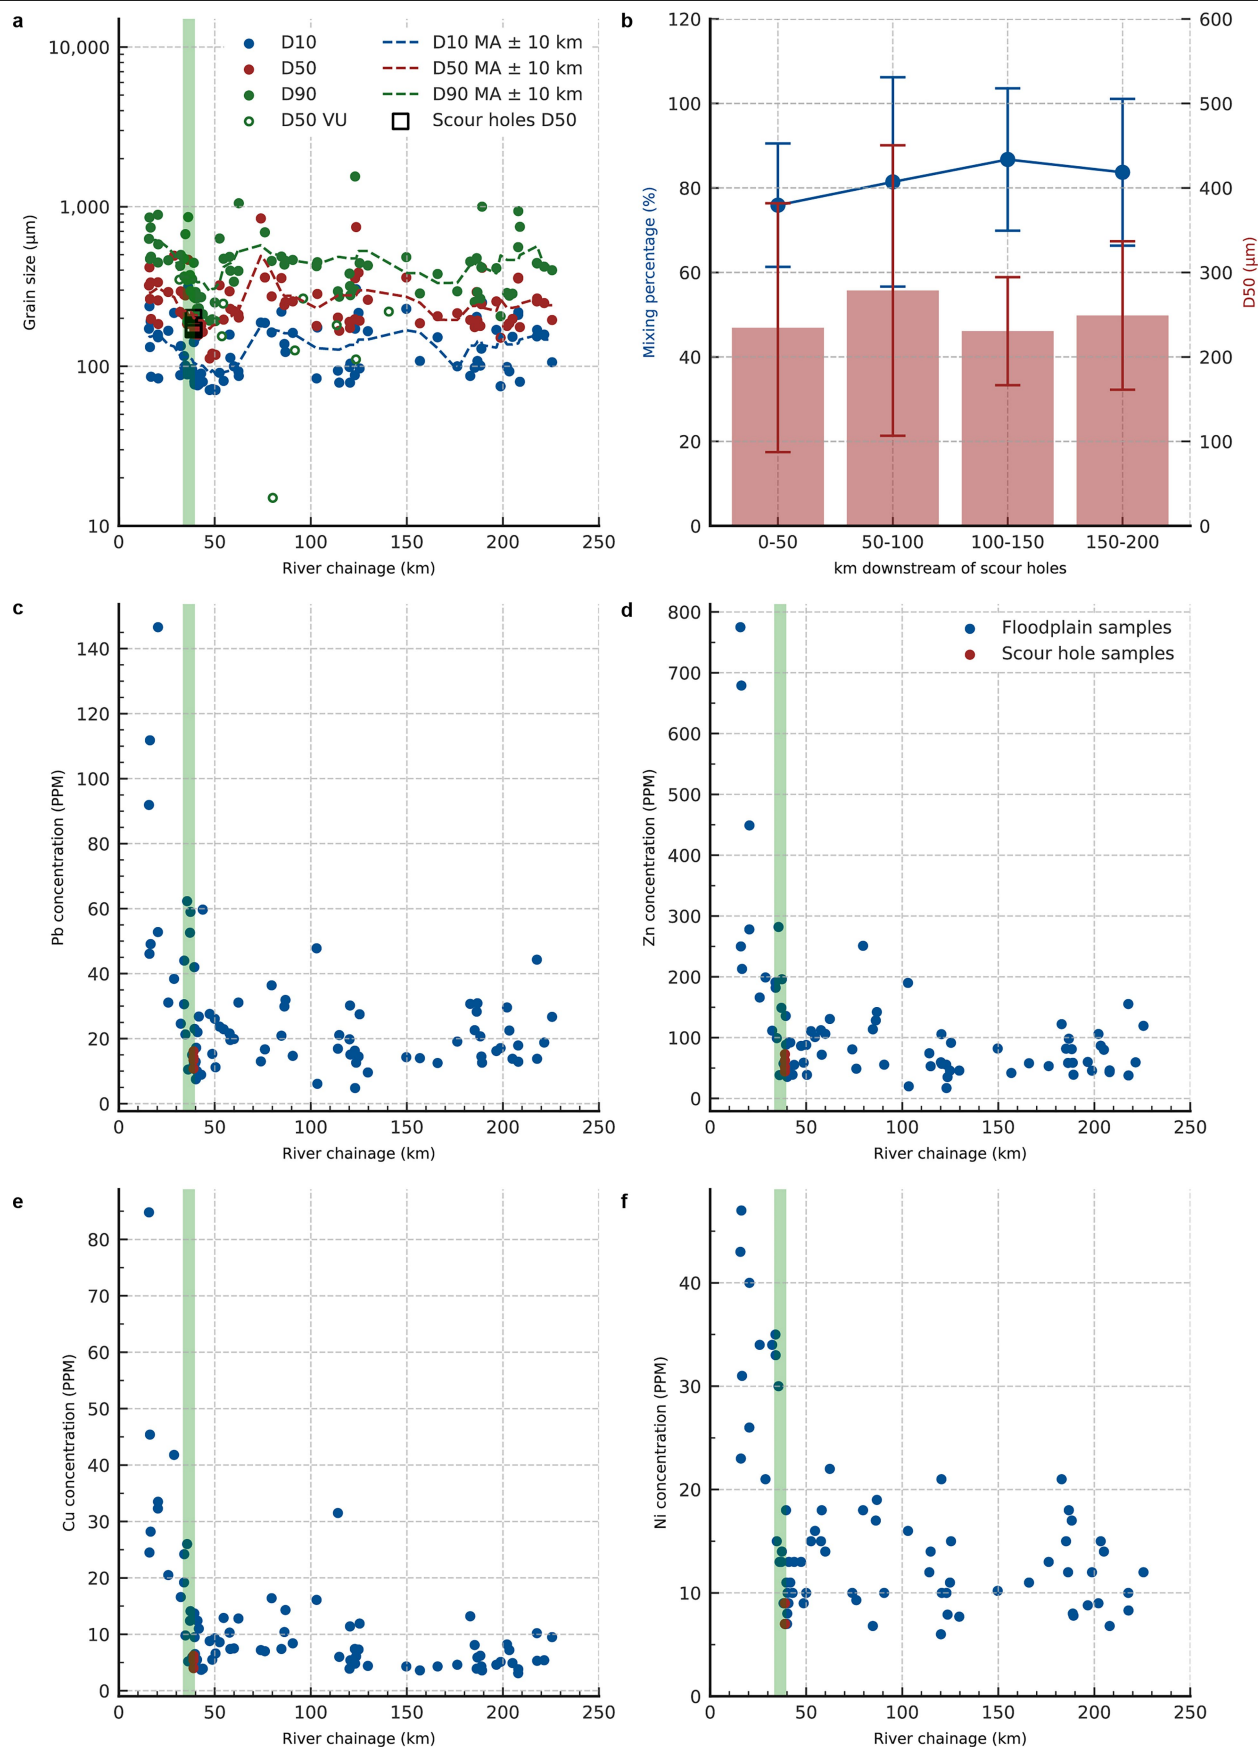 a
10,000
1,000
100
10
Grain size (µm)
D10
D50
D90
D50 VU
D10 MA ± 10 km
D50 MA ± 10 km
D90 MA ± 10 km
Scour holes D50
0 50 100 150 200 250
River chainage (km)
b
120
100
80
60
40
20
0
Mixing percentage (%)
600
500
400
300
200
100
0
D50 (µm)
0-50 50-100 100-150 150-200
km downstream of scour holes
c
140
120
100
80
60
40
20
0
Pb concentration (PPM)
0 50 100 150 200 250
River chainage (km)
d
800
700
600
500
400
300
200
100
0
Zn concentration (PPM)
Floodplain samples
Scour hole samples
0 50 100 150 200 250
River chainage (km)
e
80
70
60
50
40
30
20
10
0
Cu concentration (PPM)
0 50 100 150 200 250
River chainage (km)
f
40
30
20
10
0
Ni concentration (PPM)
0 50 100 150 200 250
River chainage (km)